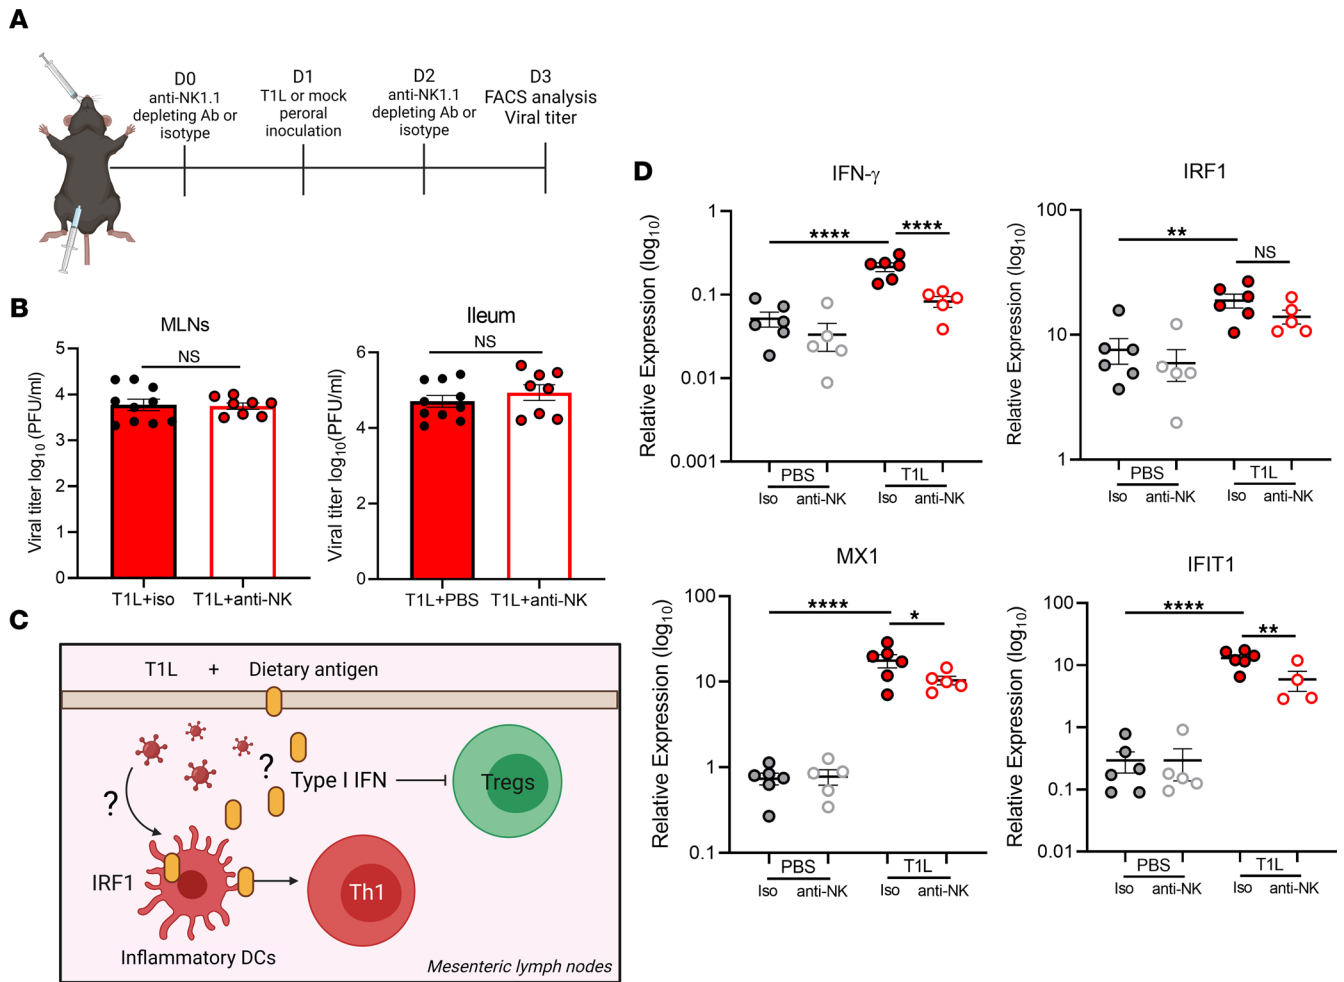 A
D0
anti-NK1.1
depleting Ab or
isotype
D1
T1L or mock
peroral
inoculation
D2
anti-NK1.1
depleting Ab or
isotype
D3
FACS analysis
Viral titer
B
MLNs
NS
Viral titer log10 (PFU/ml)
5
4
3
2
1
0
T1L+iso
T1L+anti-NK
Ileum
NS
Viral titer log10(PFU/ml)
6
4
2
0
T1L+PBS
T1L+anti-NK
C
T1L + Dietary antigen
?
?
Type I IFN
Tregs
IRF1
Th1
Inflammatory DCs
Mesenteric lymph nodes
D
IFN-γ
Relative Expression (log10)
1
0.1
0.01
0.001
****
****
PBS
T1L
Iso
anti-NK
Iso
anti-NK
IRF1
Relative Expression (log10)
100
10
1
**
NS
PBS
T1L
Iso
anti-NK
Iso
anti-NK
MX1
Relative Expression (log10)
100
10
1
0.1
****
*
PBS
T1L
Iso
anti-NK
Iso
anti-NK
IFIT1
Relative Expression (log10)
100
10
1
0.1
0.01
****
**
PBS
T1L
Iso
anti-NK
Iso
anti-NK